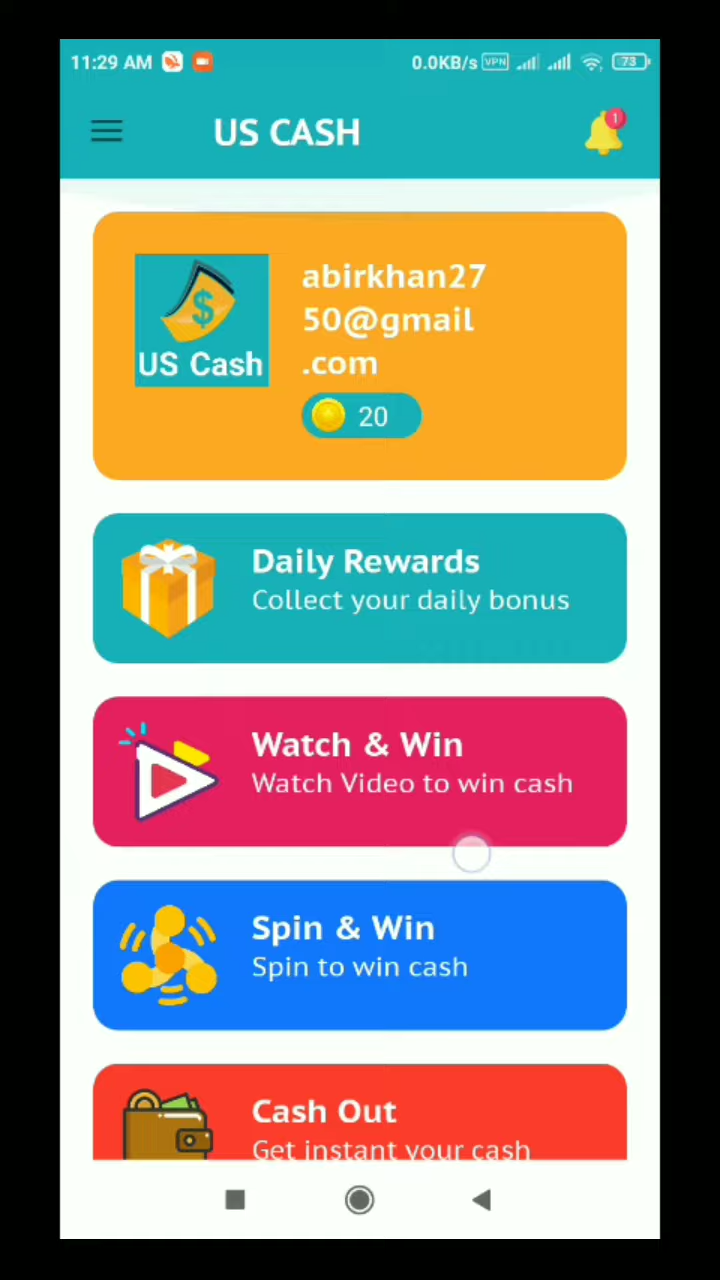 11:29 AM 0.0KB/s VPN 73
US CASH 1
abirkhan27
50@gmail
.com
$
US Cash
20
Daily Rewards
Collect your daily bonus
Watch & Win
Watch Video to win cash
Spin & Win
Spin to win cash
Cash Out
Get instant your cash